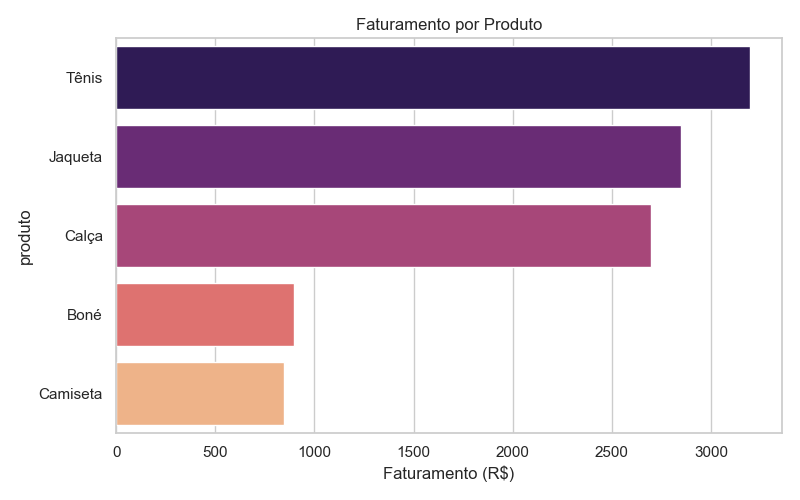 Faturamento por Produto
Tênis
Jaqueta
Calça
Boné
Camiseta
produto
0 500 1000 1500 2000 2500 3000
Faturamento (R$)